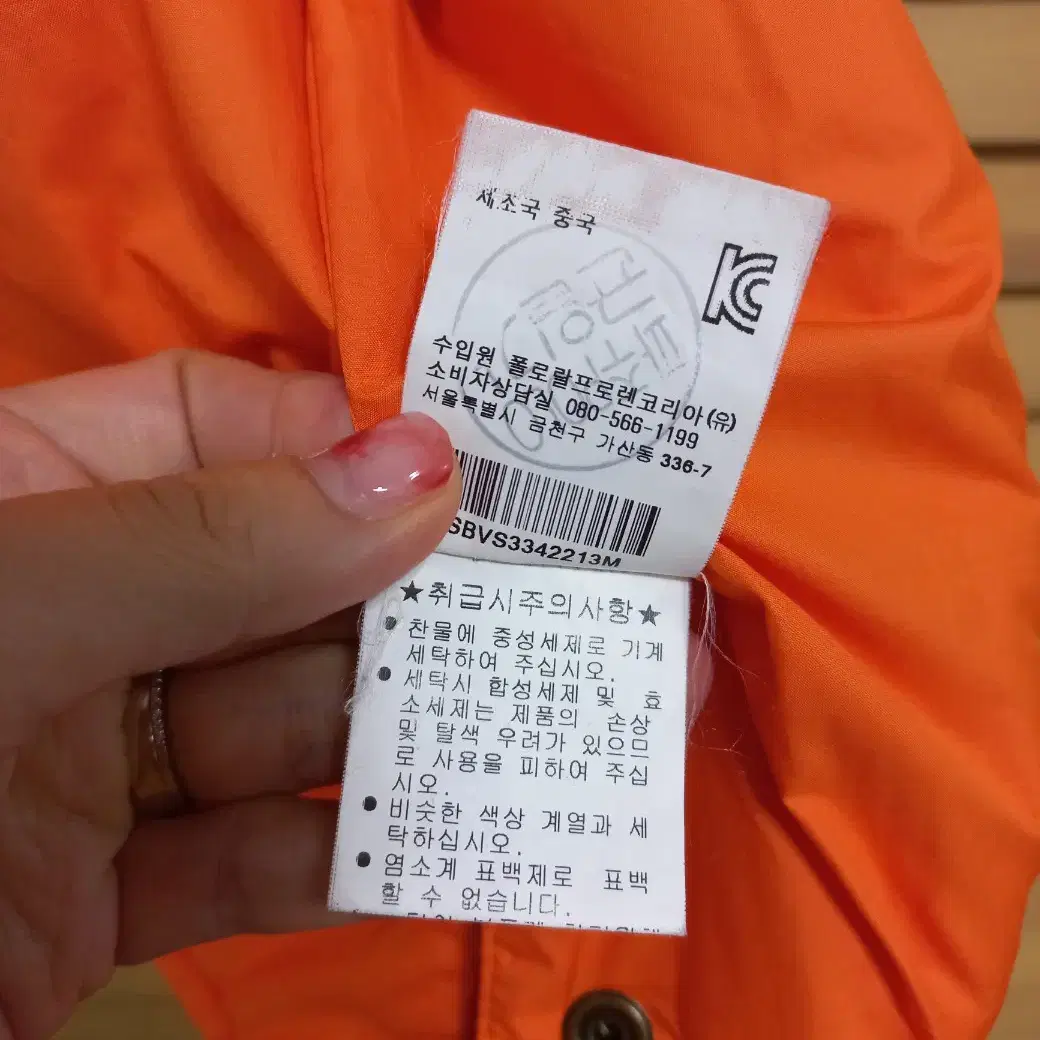 제조국 중국
KC
수입원 폴로랄프로렌코리아(유)
소비자상담실 080-566-1199
서울특별시 금천구 가산동 336-7
SBVS3342213M
★취급시주의사항★
● 찬물에 중성세제로 기계
세탁하여 주십시오.
● 세탁시 합성세제 및 효
소세제는 제품의 손상
및 탈색 우려가 있으므
로 사용을 피하여 주십
시오.
● 비슷한 색상 계열과 세
탁하십시오.
● 염소계 표백제로 표백
할 수 없습니다.